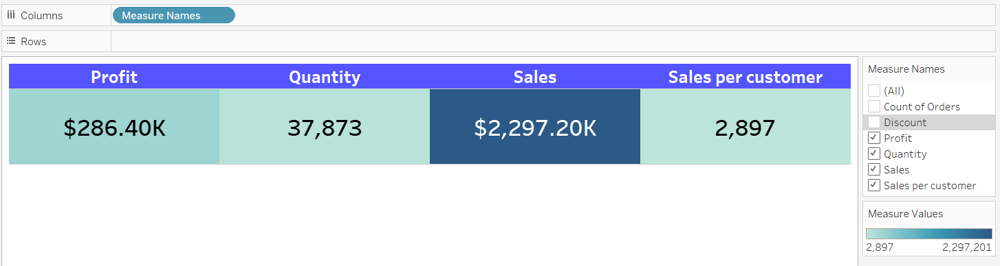 Columns
Measure Names
Rows
Profit Quantity Sales Sales per customer
$286.40K 37,873 $2,297.20K 2,897
Measure Names
(All)
Count of Orders
Discount
Profit
Quantity
Sales
Sales per customer
Measure Values
2,897 2,297,201